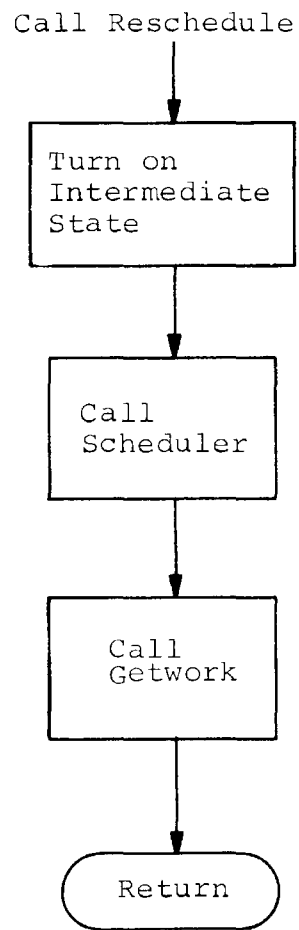 Call Reschedule
Turn on
Intermediate
State
Call
Scheduler
Call
Getwork
Return